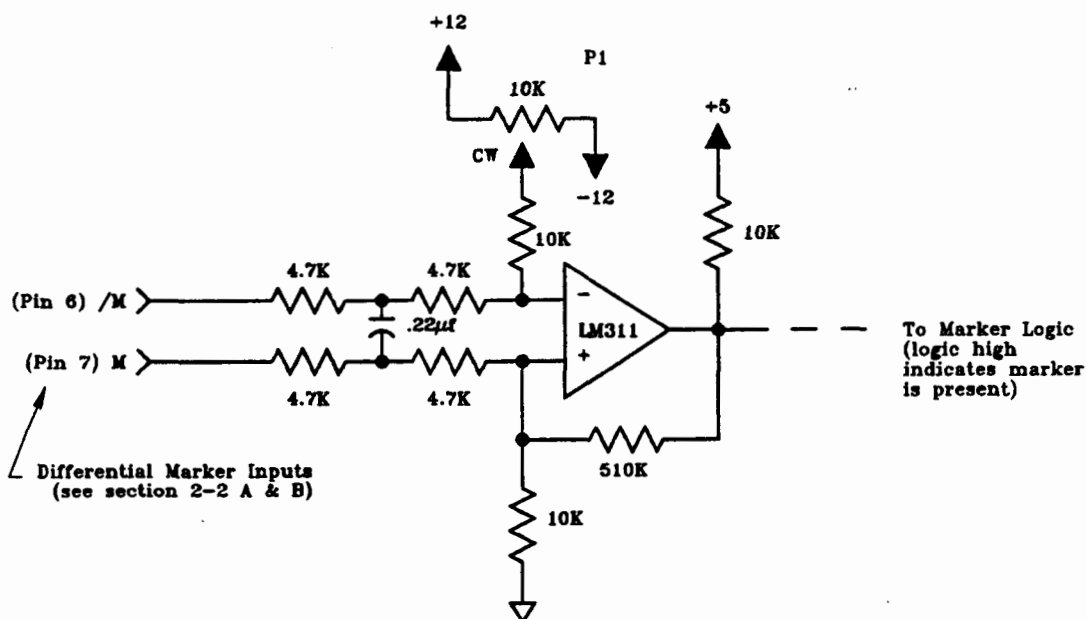 +12
P1
10K
+5
CW
-12
10K
10K
4.7K 4.7K
(Pin 6) /M
.22µf
LM311
-
+
(Pin 7) M
4.7K 4.7K
To Marker Logic
(logic high
indicates marker
is present)
510K
Differential Marker Inputs
(see section 2-2 A & B)
10K